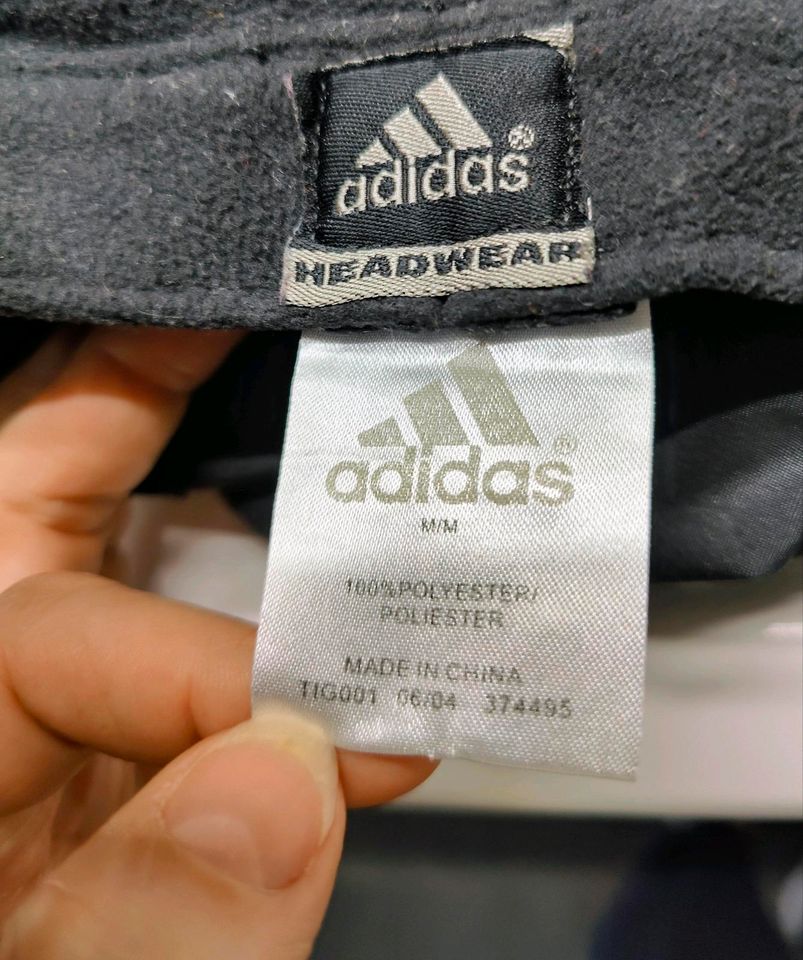 adidas®
HEADWEAR
adidas®
M/M
100%POLYESTER/
POLIESTER
MADE IN CHINA
TIG001 06/04 374495